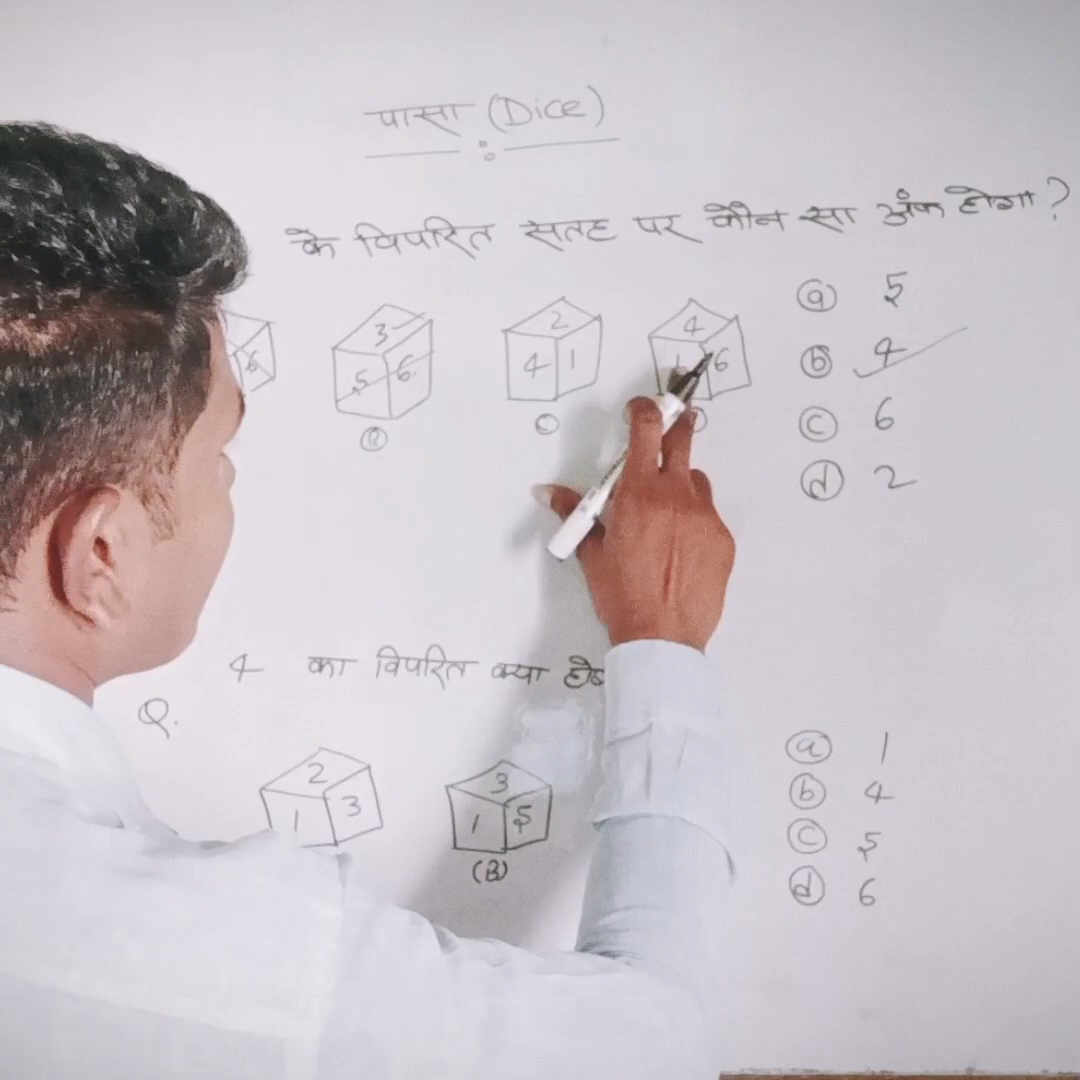 पासा (Dice)
के विपरित सतह पर कौन सा अंक होगा?
6
3
5 6
B
2
4 1
C
4
1 6
a 5
b 4
c 6
d 2
4 का विपरित क्या
Q.
2
1 3
3
1 5
(B)
a 1
b 4
c 5
d 6